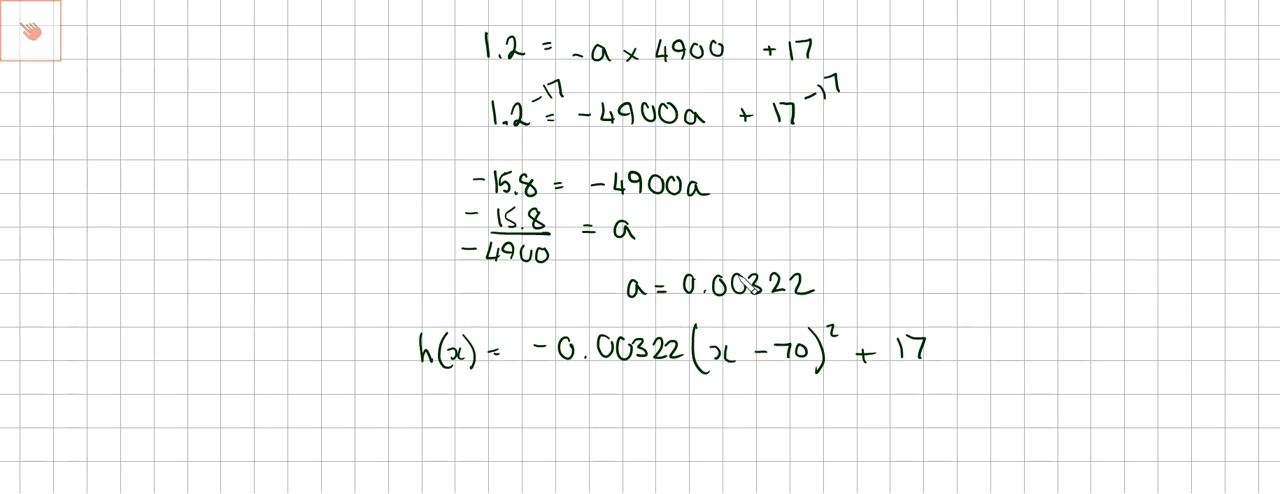 1.2 = -a × 4900 + 17
1.2 -17 = -4900a + 17 -17
-15.8 = -4900a
-15.8 / -4900 = a
a = 0.00322
h(x) = -0.00322(x - 70)² + 17